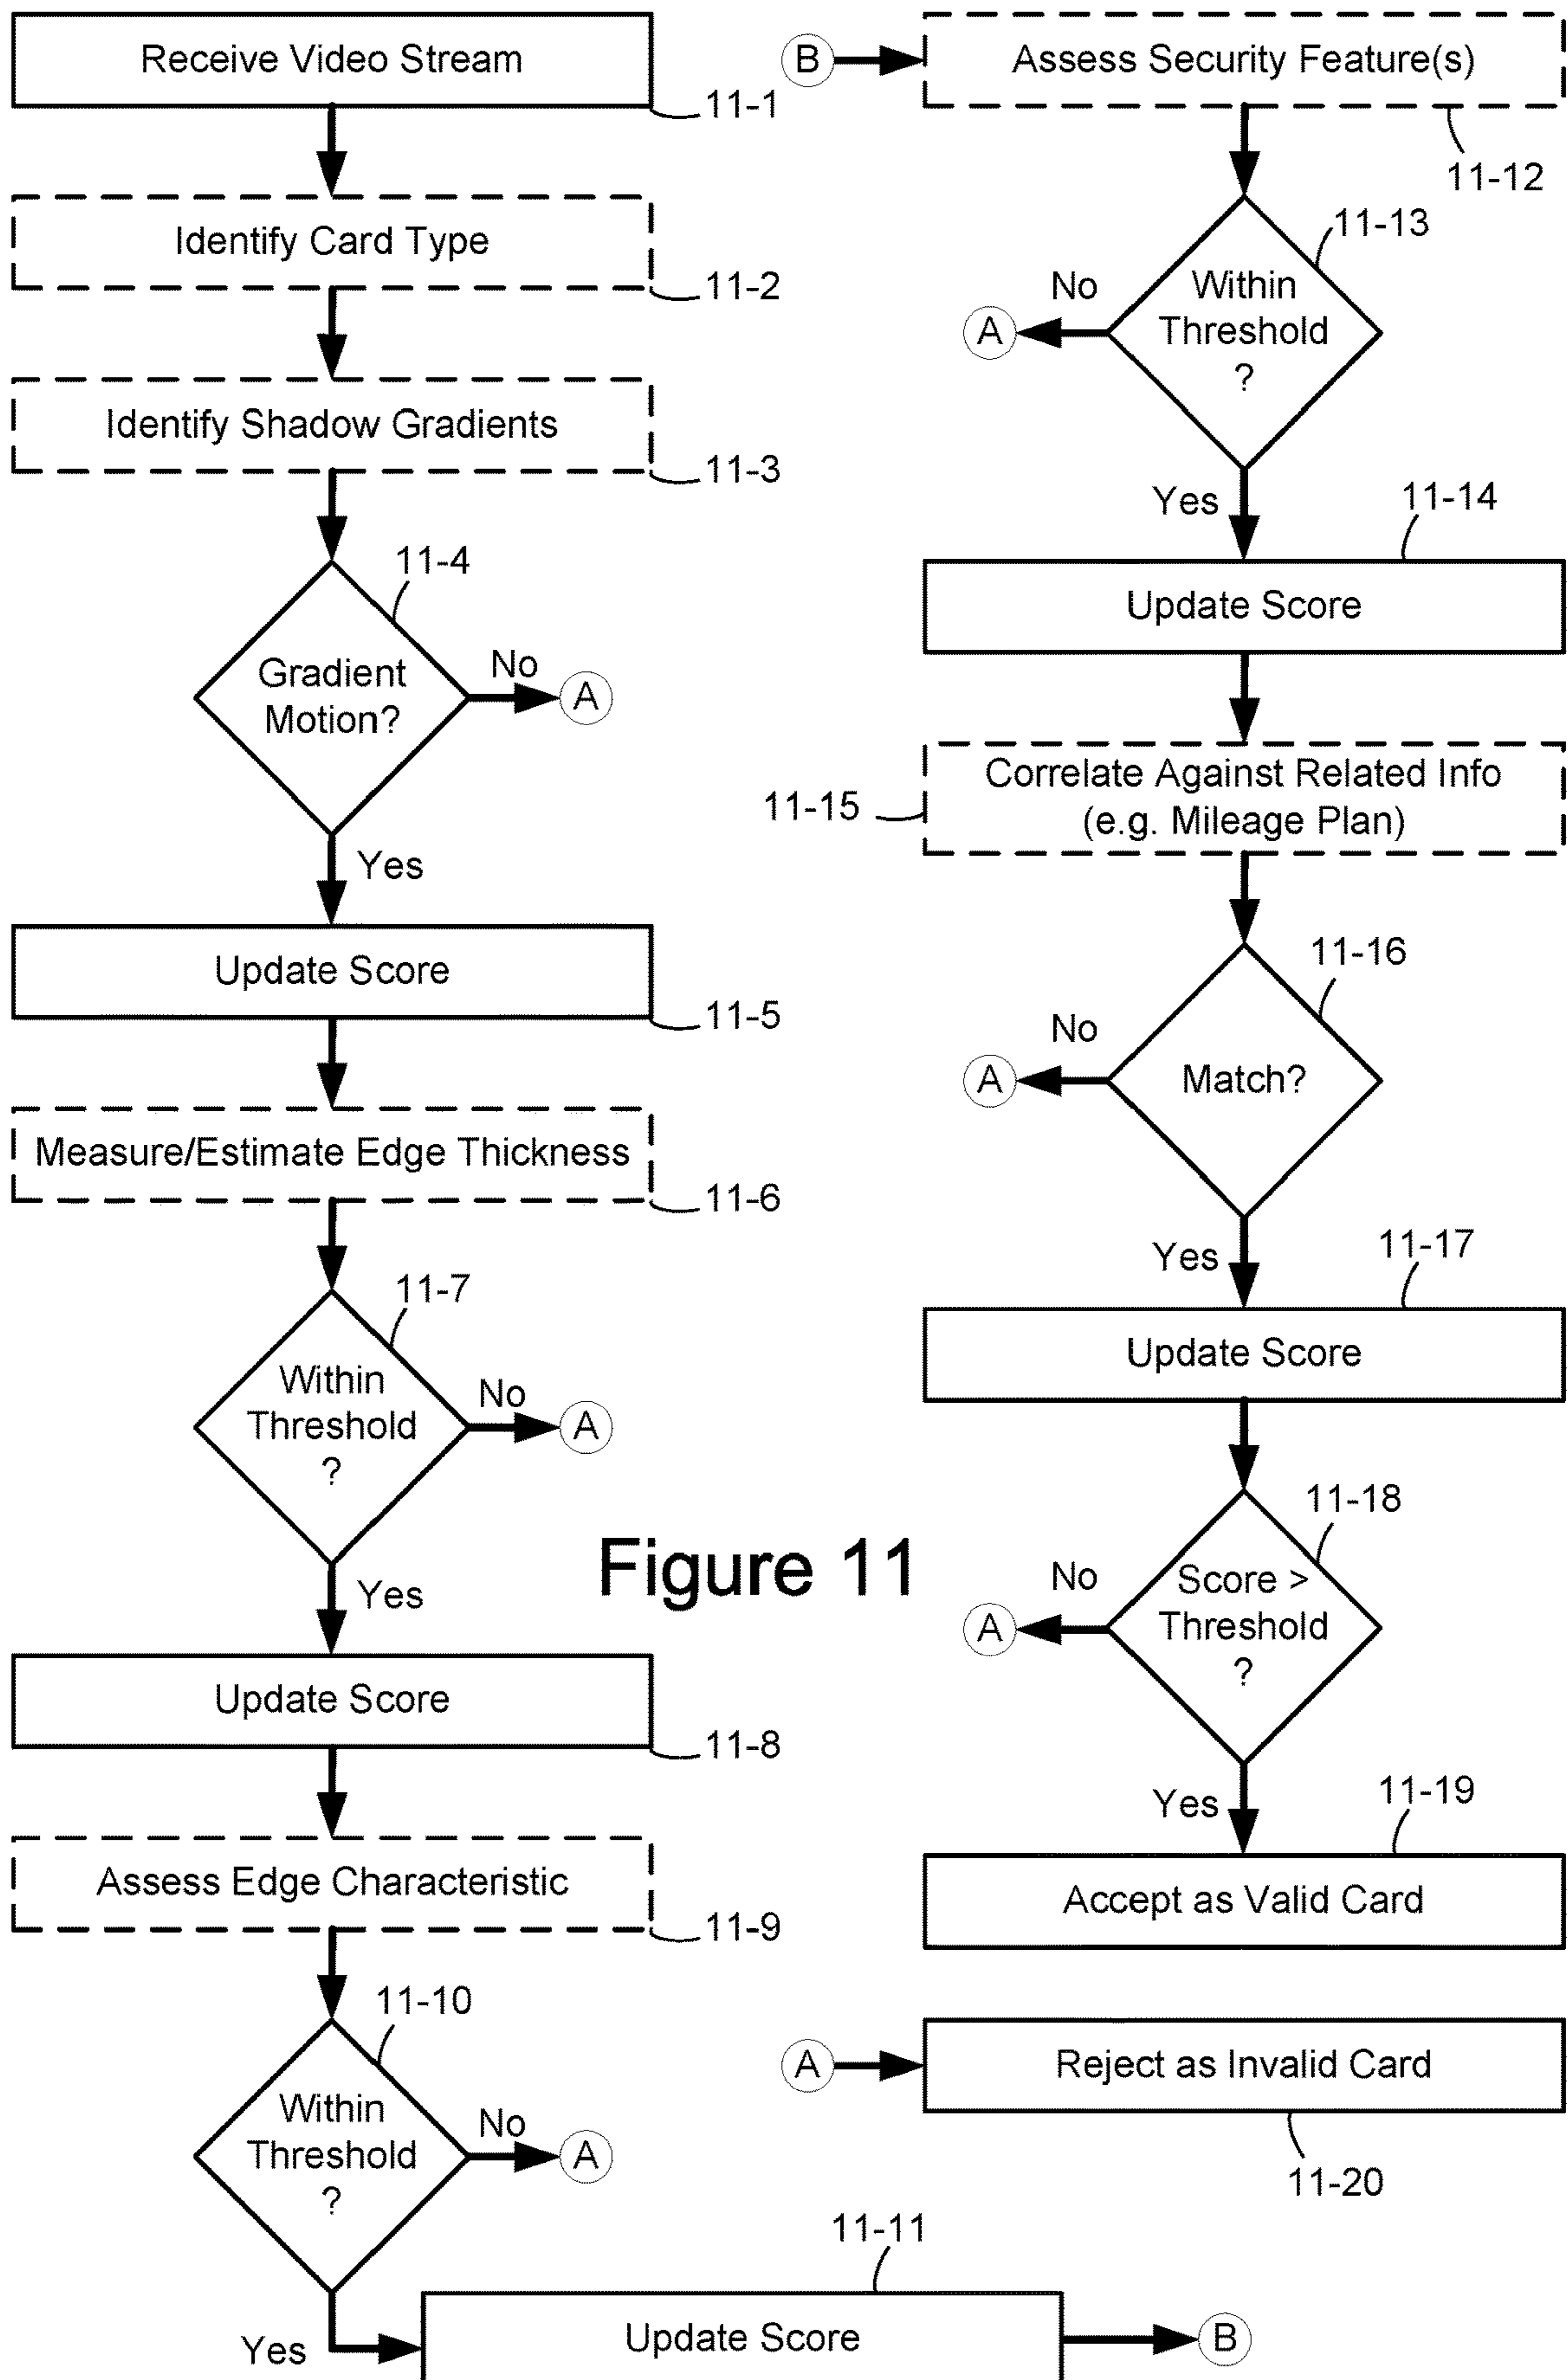 Receive Video Stream
11-1
Identify Card Type
11-2
Identify Shadow Gradients
11-3
11-4
Gradient
Motion?
No
A
Yes
Update Score
11-5
Measure/Estimate Edge Thickness
11-6
11-7
Within
Threshold
?
No
A
Yes
Update Score
11-8
Assess Edge Characteristic
11-9
11-10
Within
Threshold
?
No
A
Yes
11-11
Update Score
B
Figure 11
B
Assess Security Feature(s)
11-12
11-13
Within
Threshold
?
No
A
Yes
11-14
Update Score
Correlate Against Related Info
(e.g. Mileage Plan)
11-15
11-16
Match?
No
A
Yes
11-17
Update Score
11-18
Score >
Threshold
?
No
A
Yes
11-19
Accept as Valid Card
A
Reject as Invalid Card
11-20